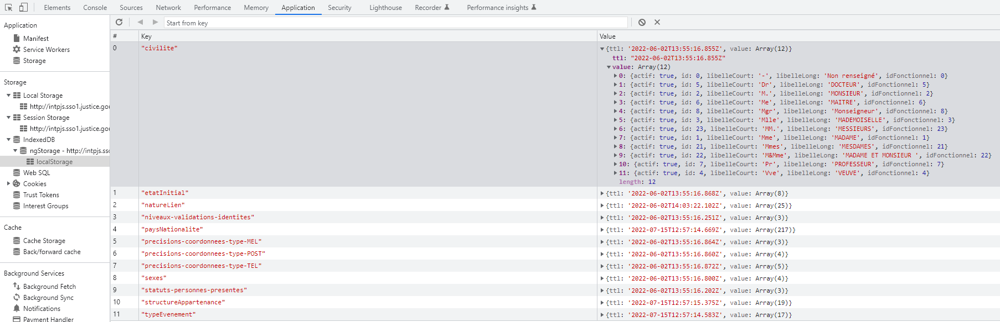 Elements Console Sources Network Performance Memory Application Security Lighthouse Recorder Performance insights
Application
Manifest
Service Workers
Storage
Storage
Local Storage
http://intpjs.sso1.justice.gou
Session Storage
http://intpjs.sso1.justice.gou
IndexedDB
ngStorage - http://intpjs.sso
localStorage
Web SQL
Cookies
Trust Tokens
Interest Groups
Cache
Cache Storage
Back/forward cache
Background Services
Background Fetch
Background Sync
Notifications
Payment Handler
Start from key
# Key Value
0 "civilite" {ttl: '2022-06-02T13:55:16.855Z', value: Array(12)}
ttl: "2022-06-02T13:55:16.855Z"
value: Array(12)
0: {actif: true, id: 0, libelleCourt: '-', libelleLong: 'Non renseigné', idFonctionnel: 0}
1: {actif: true, id: 5, libelleCourt: 'Dr', libelleLong: 'DOCTEUR', idFonctionnel: 5}
2: {actif: true, id: 2, libelleCourt: 'M.', libelleLong: 'MONSIEUR', idFonctionnel: 2}
3: {actif: true, id: 6, libelleCourt: 'Me', libelleLong: 'MAITRE', idFonctionnel: 6}
4: {actif: true, id: 8, libelleCourt: 'Mgr', libelleLong: 'Monseigneur', idFonctionnel: 8}
5: {actif: true, id: 3, libelleCourt: 'Mlle', libelleLong: 'MADEMOISELLE', idFonctionnel: 3}
6: {actif: true, id: 23, libelleCourt: 'MM.', libelleLong: 'MESSIEURS', idFonctionnel: 23}
7: {actif: true, id: 1, libelleCourt: 'Mme', libelleLong: 'MADAME', idFonctionnel: 1}
8: {actif: true, id: 21, libelleCourt: 'Mmes', libelleLong: 'MESDAMES', idFonctionnel: 21}
9: {actif: true, id: 22, libelleCourt: 'M&Mme', libelleLong: 'MADAME ET MONSIEUR ', idFonctionnel: 22}
10: {actif: true, id: 7, libelleCourt: 'Pr', libelleLong: 'PROFESSEUR', idFonctionnel: 7}
11: {actif: true, id: 4, libelleCourt: 'Vve', libelleLong: 'VEUVE', idFonctionnel: 4}
length: 12
1 "etatInitial" {ttl: '2022-06-02T13:55:16.868Z', value: Array(8)}
2 "natureLien" {ttl: '2022-06-02T14:03:22.102Z', value: Array(25)}
3 "niveaux-validations-identites" {ttl: '2022-06-02T13:55:16.251Z', value: Array(3)}
4 "paysNationalite" {ttl: '2022-07-15T12:57:14.669Z', value: Array(217)}
5 "precisions-coordonnees-type-MEL" {ttl: '2022-06-02T13:55:16.864Z', value: Array(3)}
6 "precisions-coordonnees-type-POST" {ttl: '2022-06-02T13:55:16.860Z', value: Array(4)}
7 "precisions-coordonnees-type-TEL" {ttl: '2022-06-02T13:55:16.872Z', value: Array(5)}
8 "sexes" {ttl: '2022-06-02T13:55:16.800Z', value: Array(4)}
9 "statuts-personnes-presentes" {ttl: '2022-06-02T13:55:16.202Z', value: Array(3)}
10 "structureAppartenance" {ttl: '2022-07-15T12:57:15.375Z', value: Array(19)}
11 "typeEvenement" {ttl: '2022-07-15T12:57:14.583Z', value: Array(17)}